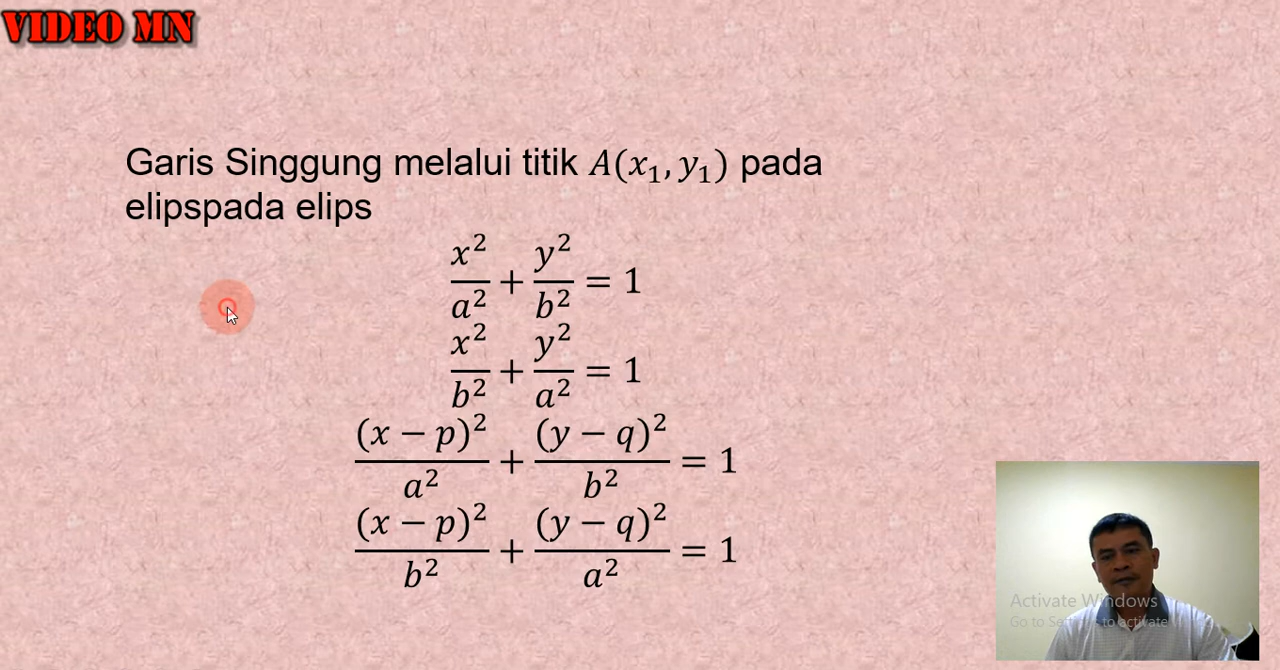 VIDEO MN
Garis Singgung melalui titik A(x₁, y₁) pada
elipspada elips
x²/a² + y²/b² = 1
x²/b² + y²/a² = 1
(x − p)²/a² + (y − q)²/b² = 1
(x − p)²/b² + (y − q)²/a² = 1
Activate Windows
Go to Settings to activate